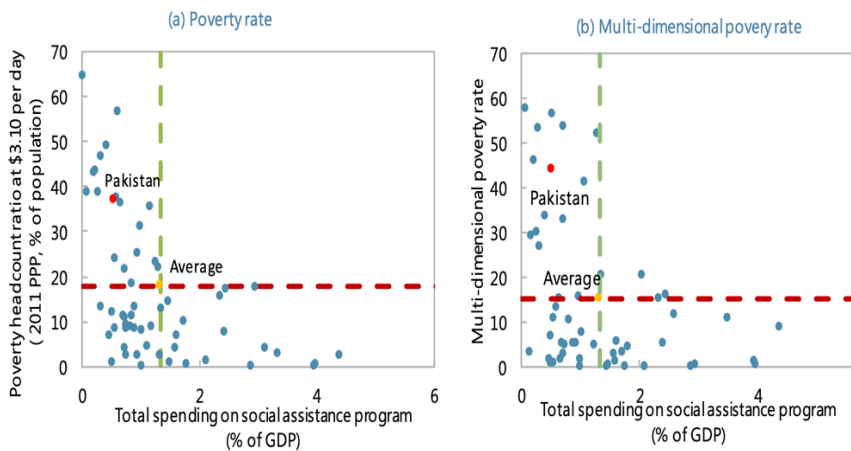 (a) Poverty rate
Poverty headcount ratio at $3.10 per day
( 2011 PPP, % of population)
70
60
50
40
30
20
10
0
Pakistan
Average
0 2 4 6
Total spending on social assistance program
(% of GDP)
(b) Multi-dimensional povery rate
Multi-dimensional poverty rate
70
60
50
40
30
20
10
0
Pakistan
Average
0 2 4
Total spending on social assistance program
(% of GDP)